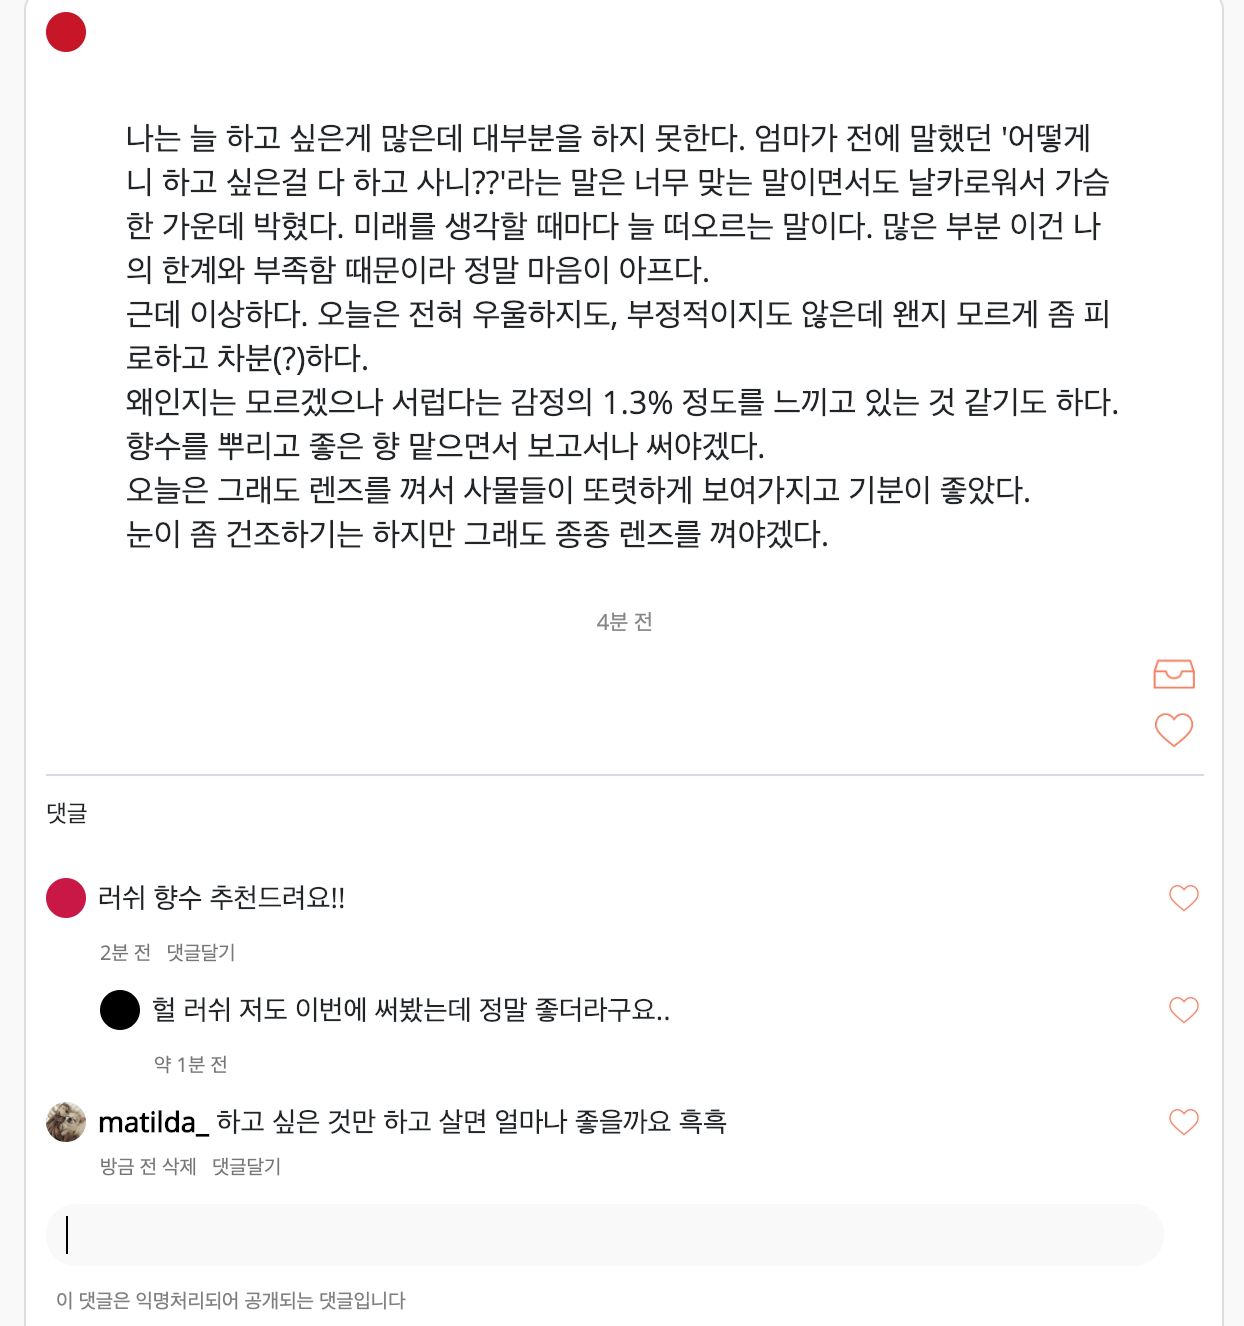 나는 늘 하고 싶은게 많은데 대부분을 하지 못한다. 엄마가 전에 말했던 '어떻게
니 하고 싶은걸 다 하고 사니??'라는 말은 너무 맞는 말이면서도 날카로워서 가슴
한 가운데 박혔다. 미래를 생각할 때마다 늘 떠오르는 말이다. 많은 부분 이건 나
의 한계와 부족함 때문이라 정말 마음이 아프다.
근데 이상하다. 오늘은 전혀 우울하지도, 부정적이지도 않은데 왠지 모르게 좀 피
로하고 차분(?)하다.
왜인지는 모르겠으나 서럽다는 감정의 1.3% 정도를 느끼고 있는 것 같기도 하다.
향수를 뿌리고 좋은 향 맡으면서 보고서나 써야겠다.
오늘은 그래도 렌즈를 껴서 사물들이 또렷하게 보여가지고 기분이 좋았다.
눈이 좀 건조하기는 하지만 그래도 종종 렌즈를 껴야겠다.
4분 전
댓글
러쉬 향수 추천드려요!!
2분 전 댓글달기
헐 러쉬 저도 이번에 써봤는데 정말 좋더라구요..
약 1분 전
matilda_ 하고 싶은 것만 하고 살면 얼마나 좋을까요 흑흑
방금 전 삭제 댓글달기
이 댓글은 익명처리되어 공개되는 댓글입니다